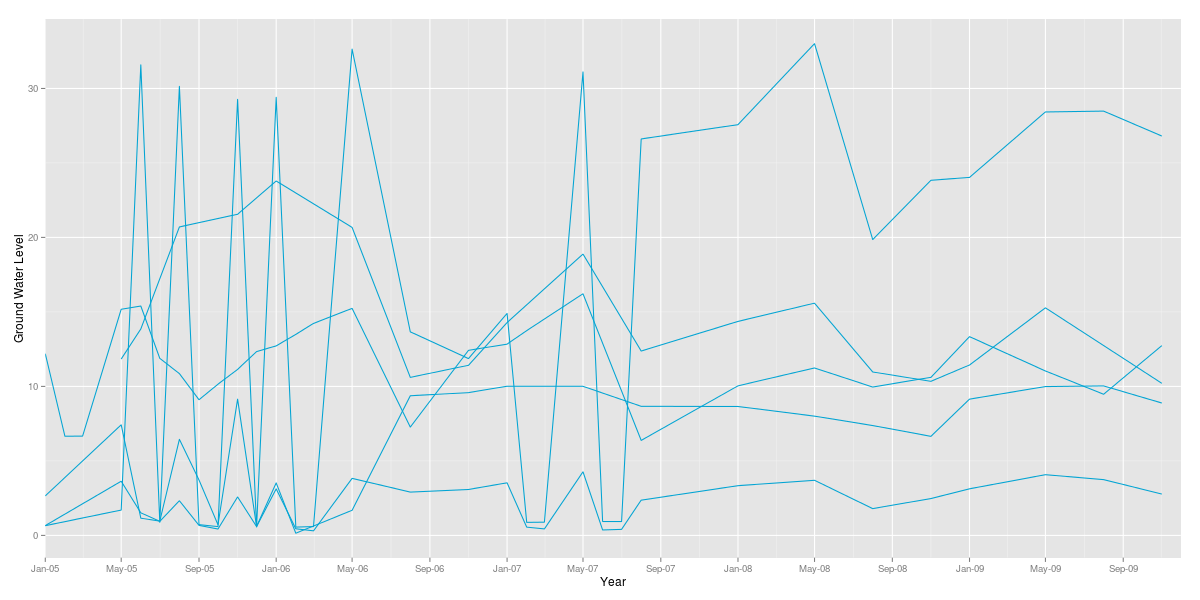 30
20
10
0
Ground Water Level
Jan-05 May-05 Sep-05 Jan-06 May-06 Sep-06 Jan-07 May-07 Sep-07 Jan-08 May-08 Sep-08 Jan-09 May-09 Sep-09
Year